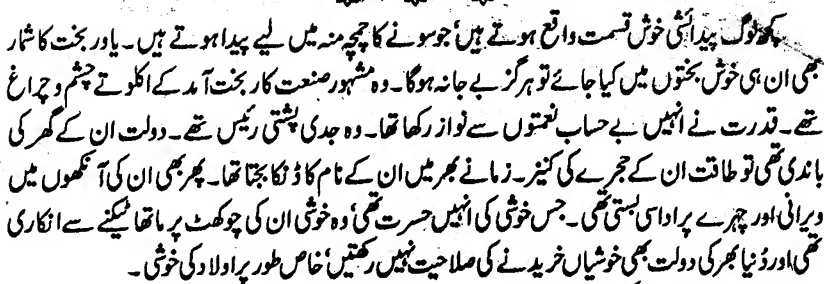 کچھ لوگ پیدائشی خوش قسمت واقع ہوتے ہیں، جو سونے کا چمچہ منہ میں لیے پیدا ہوتے ہیں۔ یاور بخت کا شمار
بھی ان ہی خوش بختوں میں کیا جائے تو ہرگز بے جانہ ہوگا۔ وہ مشہور صنعت کار بخت آمد کے اکلوتے چشم و چراغ
تھے۔ قدرت نے انہیں بے حساب نعمتوں سے نواز رکھا تھا۔ وہ جدی پشتی رئیس تھے۔ دولت ان کے گھر کی
باندی تھی تو طاقت ان کے حجرے کی کنیز۔ زمانے بھر میں ان کے نام کا ڈنکا بجتا تھا۔ پھر بھی ان کی آنکھوں میں
ویرانی اور چہرے پر اداسی بستی تھی۔ جس خوشی کی انہیں حسرت تھی، وہ خوشی ان کی چوکھٹ پر ماتھا ٹیکنے سے انکاری
تھی اور دُنیا بھر کی دولت بھی خوشیاں خریدنے کی صلاحیت نہیں رکھتیں، خاص طور پر اولاد کی خوشی۔